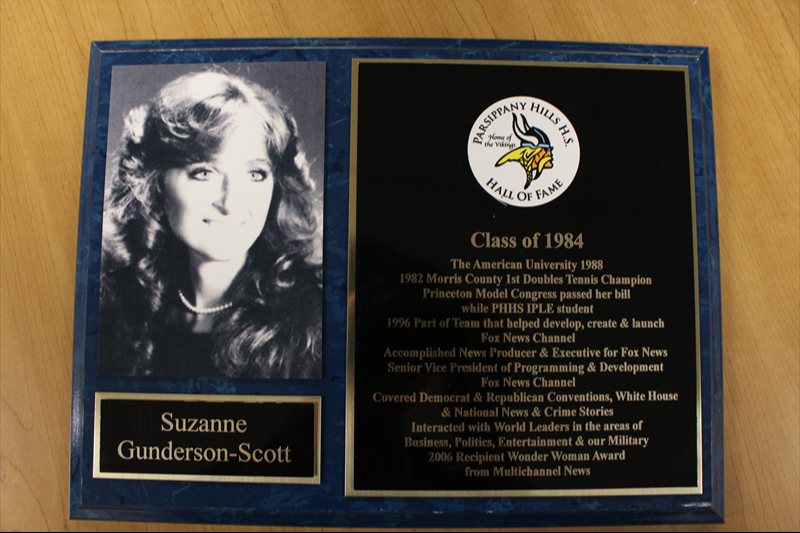 PARSIPPANY HILLS H.S.
Home of
the Vikings
HALL OF FAME
Class of 1984
The American University 1988
1982 Morris County 1st Doubles Tennis Champion
Princeton Model Congress passed her bill
while PHHS IPLE student
1996 Part of Team that helped develop, create & launch
Fox News Channel
Accomplished News Producer & Executive for Fox News
Senior Vice President of Programming & Development
Fox News Channel
Covered Democrat & Republican Conventions, White House
& National News & Crime Stories
Interacted with World Leaders in the areas of
Business, Politics, Entertainment & our Military
2006 Recipient Wonder Woman Award
from Multichannel News
Suzanne
Gunderson-Scott